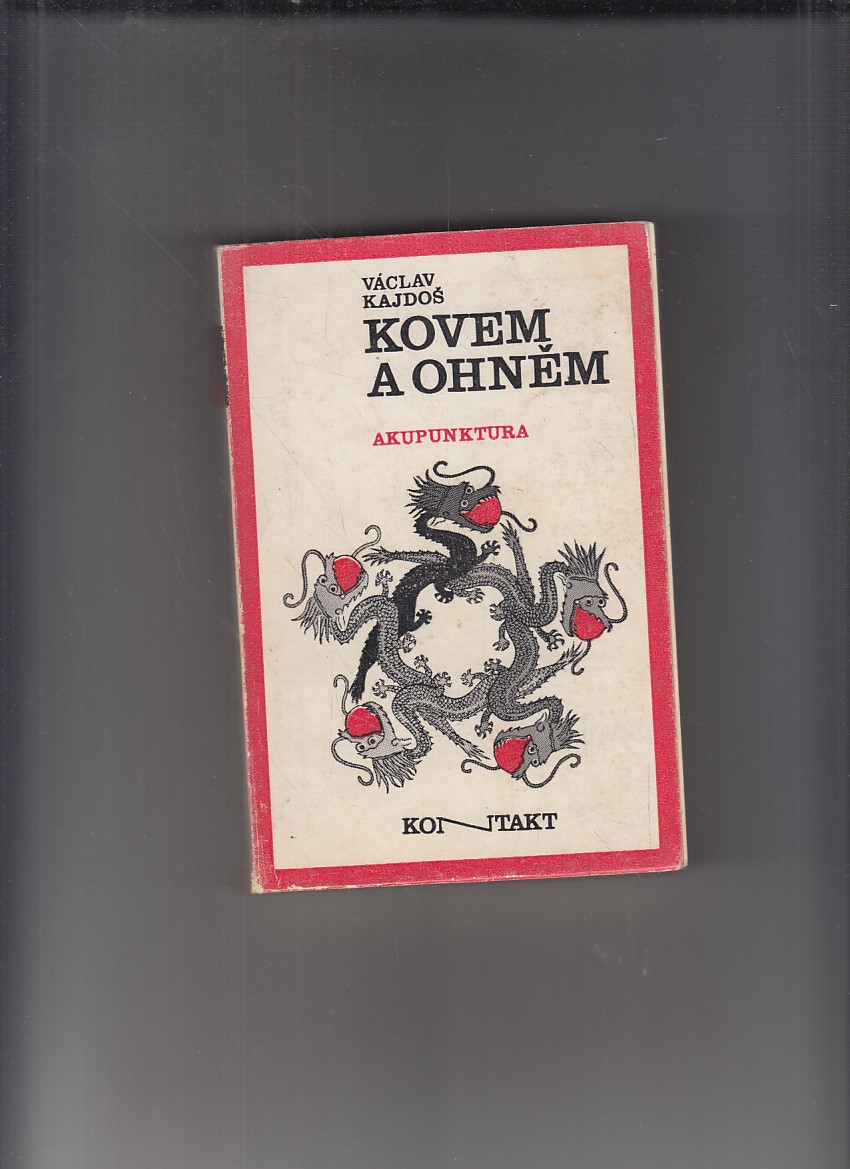 VÁCLAV
KAJDOŠ
KOVEM
A OHNĚM
AKUPUNKTURA
KONTAKT